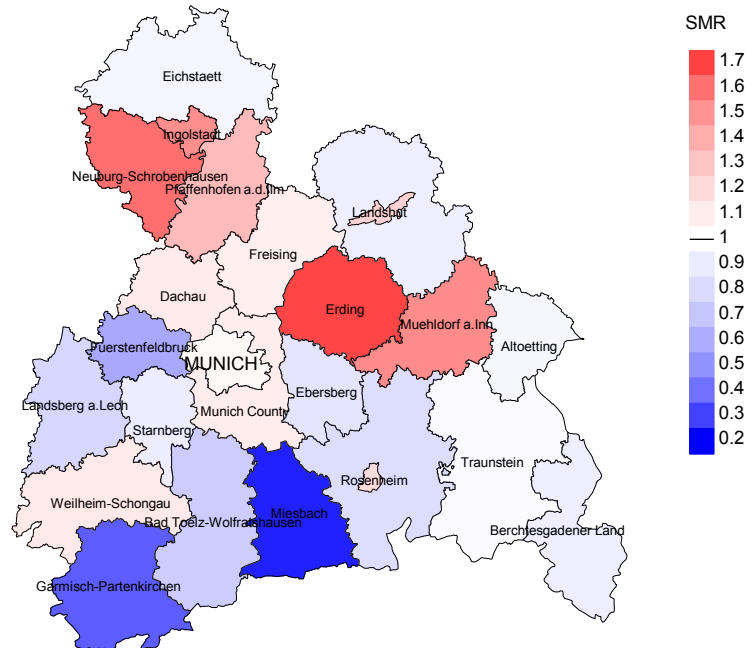 SMR
1.7
1.6
1.5
1.4
1.3
1.2
1.1
1
0.9
0.8
0.7
0.6
0.5
0.4
0.3
0.2
Eichstaett
Ingolstadt
Neuburg-Schrobenhausen
Pfaffenhofen a.d.Ilm
Landshut
Freising
Dachau
Erding
Muehldorf a.Inn
Fuerstenfeldbruck
Altoetting
MUNICH
Ebersberg
Landsberg a.Lech
Munich County
Starnberg
Traunstein
Rosenheim
Weilheim-Schongau
Miesbach
Bad Toelz-Wolfratshausen
Berchtesgadener Land
Garmisch-Partenkirchen